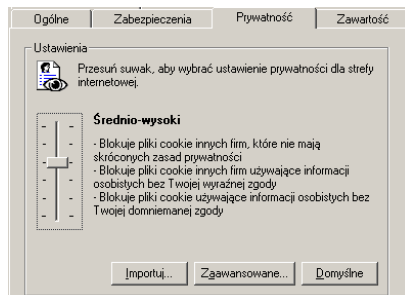 Ogólne Zabezpieczenia Prywatność Zawartość
Ustawienia
Przesuń suwak, aby wybrać ustawienie prywatności dla strefy
internetowej.
Średnio-wysoki
- Blokuje pliki cookie innych firm, które nie mają
skróconych zasad prywatności
- Blokuje pliki cookie innych firm używające informacji
osobistych bez Twojej wyraźnej zgody
- Blokuje pliki cookie używające informacji osobistych bez
Twojej domniemanej zgody
Importuj... Zaawansowane... Domyślne